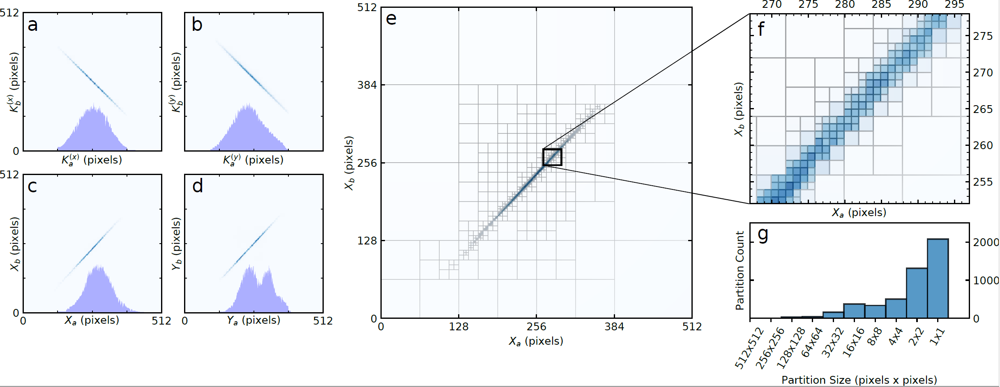 512
a
K_b^(x) (pixels)
0
K_a^(x) (pixels)
b
K_b^(y) (pixels)
K_a^(y) (pixels)
512
c
X_b (pixels)
0
0
X_a (pixels)
512
d
Y_b (pixels)
0
Y_a (pixels)
512
e
512
384
256
128
0
X_b (pixels)
0
128
256
384
512
X_a (pixels)
270 275 280 285 290 295
f
275
270
265
260
255
X_b (pixels)
X_a (pixels)
g
Partition Count
2000
1000
0
512x512
256x256
128x128
64x64
32x32
16x16
8x8
4x4
2x2
1x1
Partition Size (pixels x pixels)